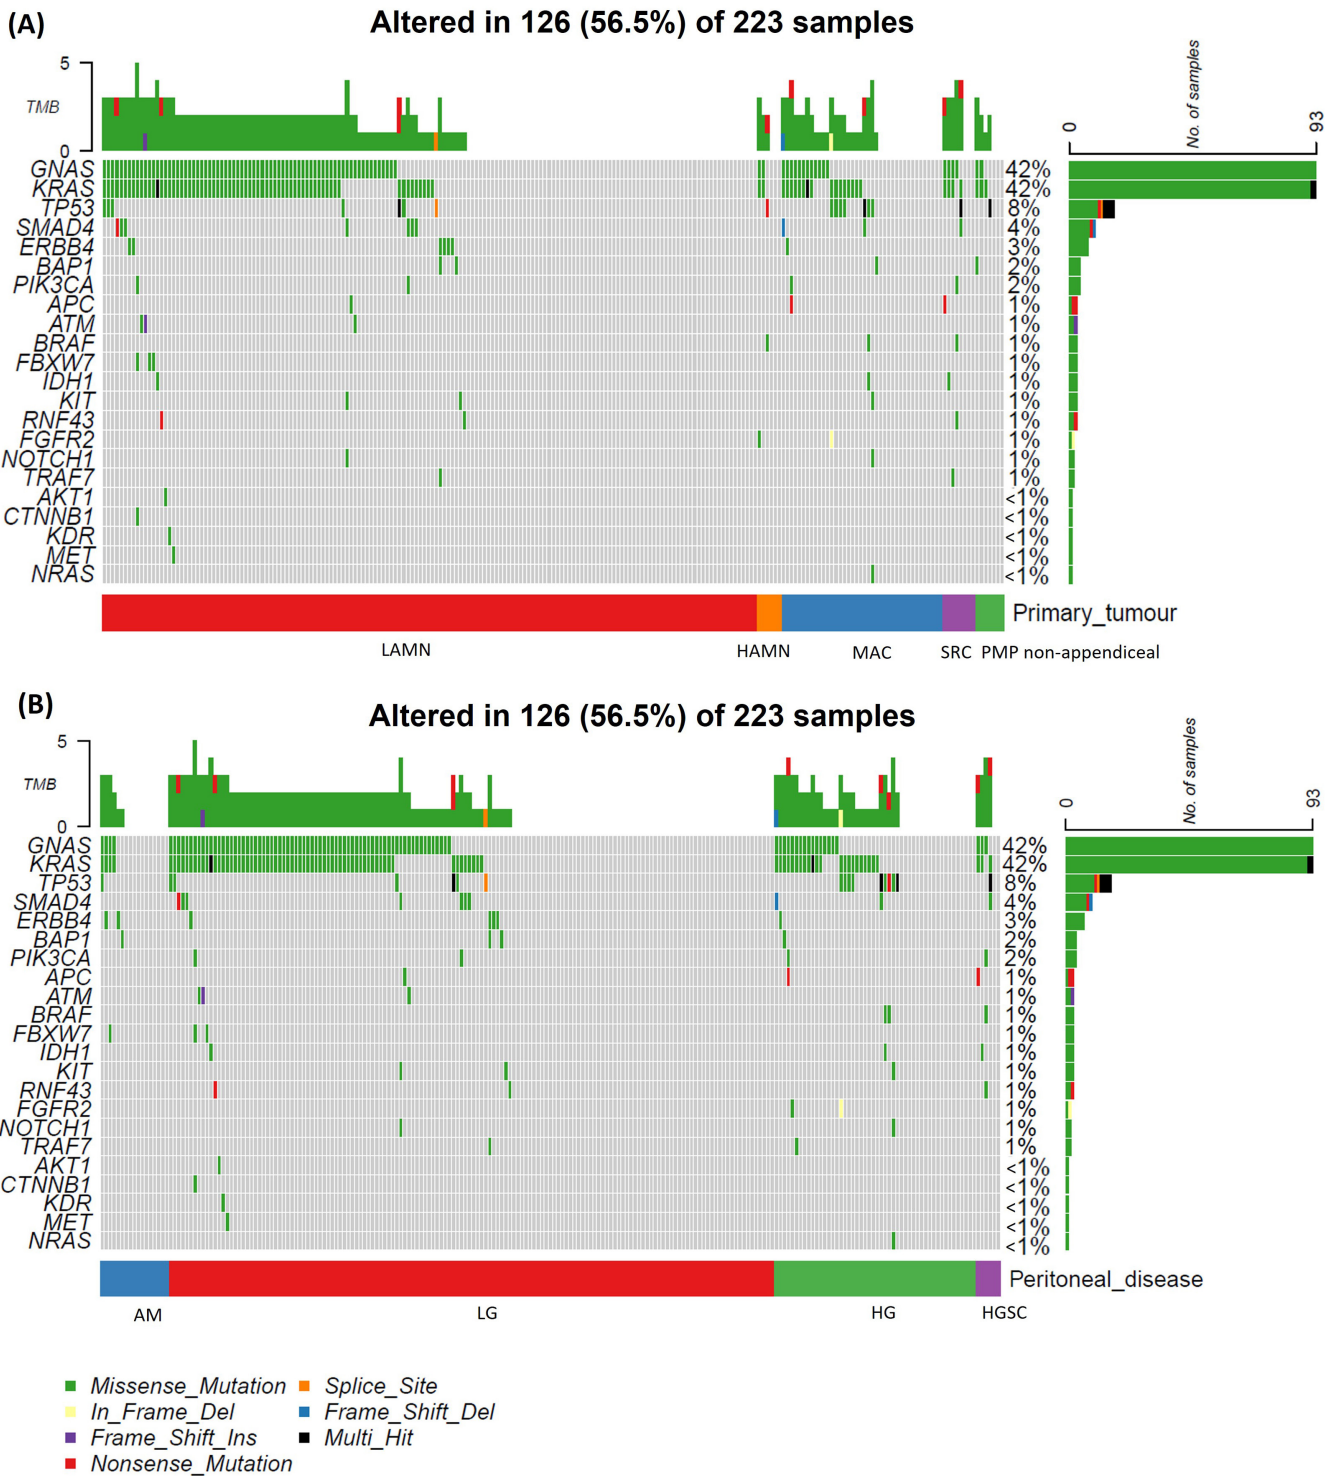 (A)
Altered in 126 (56.5%) of 223 samples
5
TMB
0
No. of samples
0
93
GNAS 42%
KRAS 42%
TP53 8%
SMAD4 4%
ERBB4 3%
BAP1 2%
PIK3CA 2%
APC 1%
ATM 1%
BRAF 1%
FBXW7 1%
IDH1 1%
KIT 1%
RNF43 1%
FGFR2 1%
NOTCH1 1%
TRAF7 1%
AKT1 <1%
CTNNB1 <1%
KDR <1%
MET <1%
NRAS <1%
Primary_tumour
LAMN HAMN MAC SRC PMP non-appendiceal
(B)
Altered in 126 (56.5%) of 223 samples
5
TMB
0
No. of samples
0
93
GNAS 42%
KRAS 42%
TP53 8%
SMAD4 4%
ERBB4 3%
BAP1 2%
PIK3CA 2%
APC 1%
ATM 1%
BRAF 1%
FBXW7 1%
IDH1 1%
KIT 1%
RNF43 1%
FGFR2 1%
NOTCH1 1%
TRAF7 1%
AKT1 <1%
CTNNB1 <1%
KDR <1%
MET <1%
NRAS <1%
Peritoneal_disease
AM LG HG HGSC
Missense_Mutation Splice_Site
In_Frame_Del Frame_Shift_Del
Frame_Shift_Ins Multi_Hit
Nonsense_Mutation